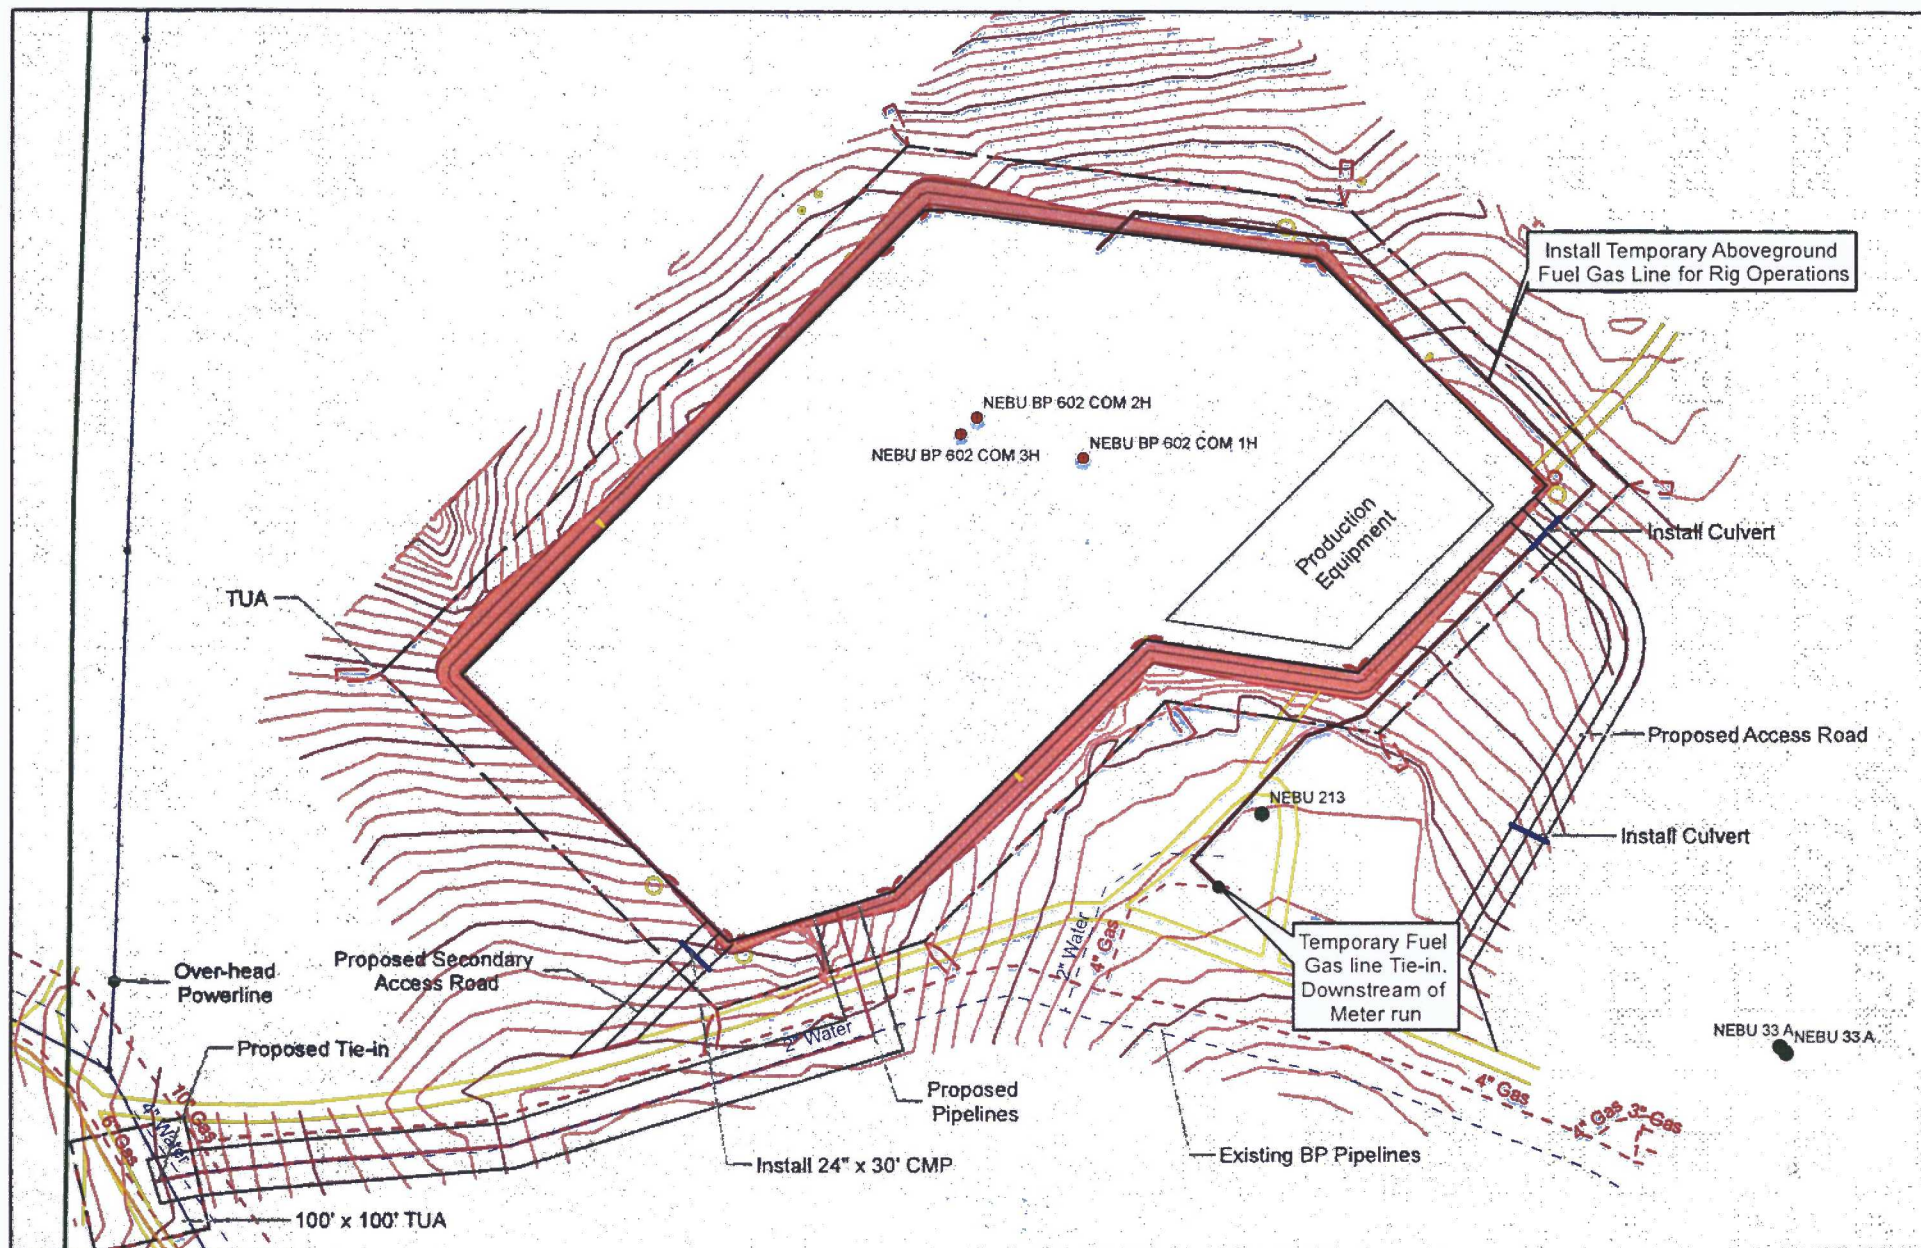 Install Temporary Aboveground
Fuel Gas Line for Rig Operations
NEBU BP 602 COM 2H
NEBU BP 602 COM 3H
NEBU BP 602 COM 1H
Production
Equipment
Install Culvert
TUA
Proposed Access Road
NEBU 213
Install Culvert
2" Water
4" Gas
Temporary Fuel
Gas line Tie-in.
Downstream of
Meter run
Over-head
Powerline
Proposed Secondary
Access Road
2" Water
NEBU 33 A
NEBU 33 A
Proposed Tie-in
10" Gas
4" Water
6" Gas
Proposed
Pipelines
4" Gas
4" Gas
3" Gas
Install 24" x 30' CMP
Existing BP Pipelines
100' x 100' TUA